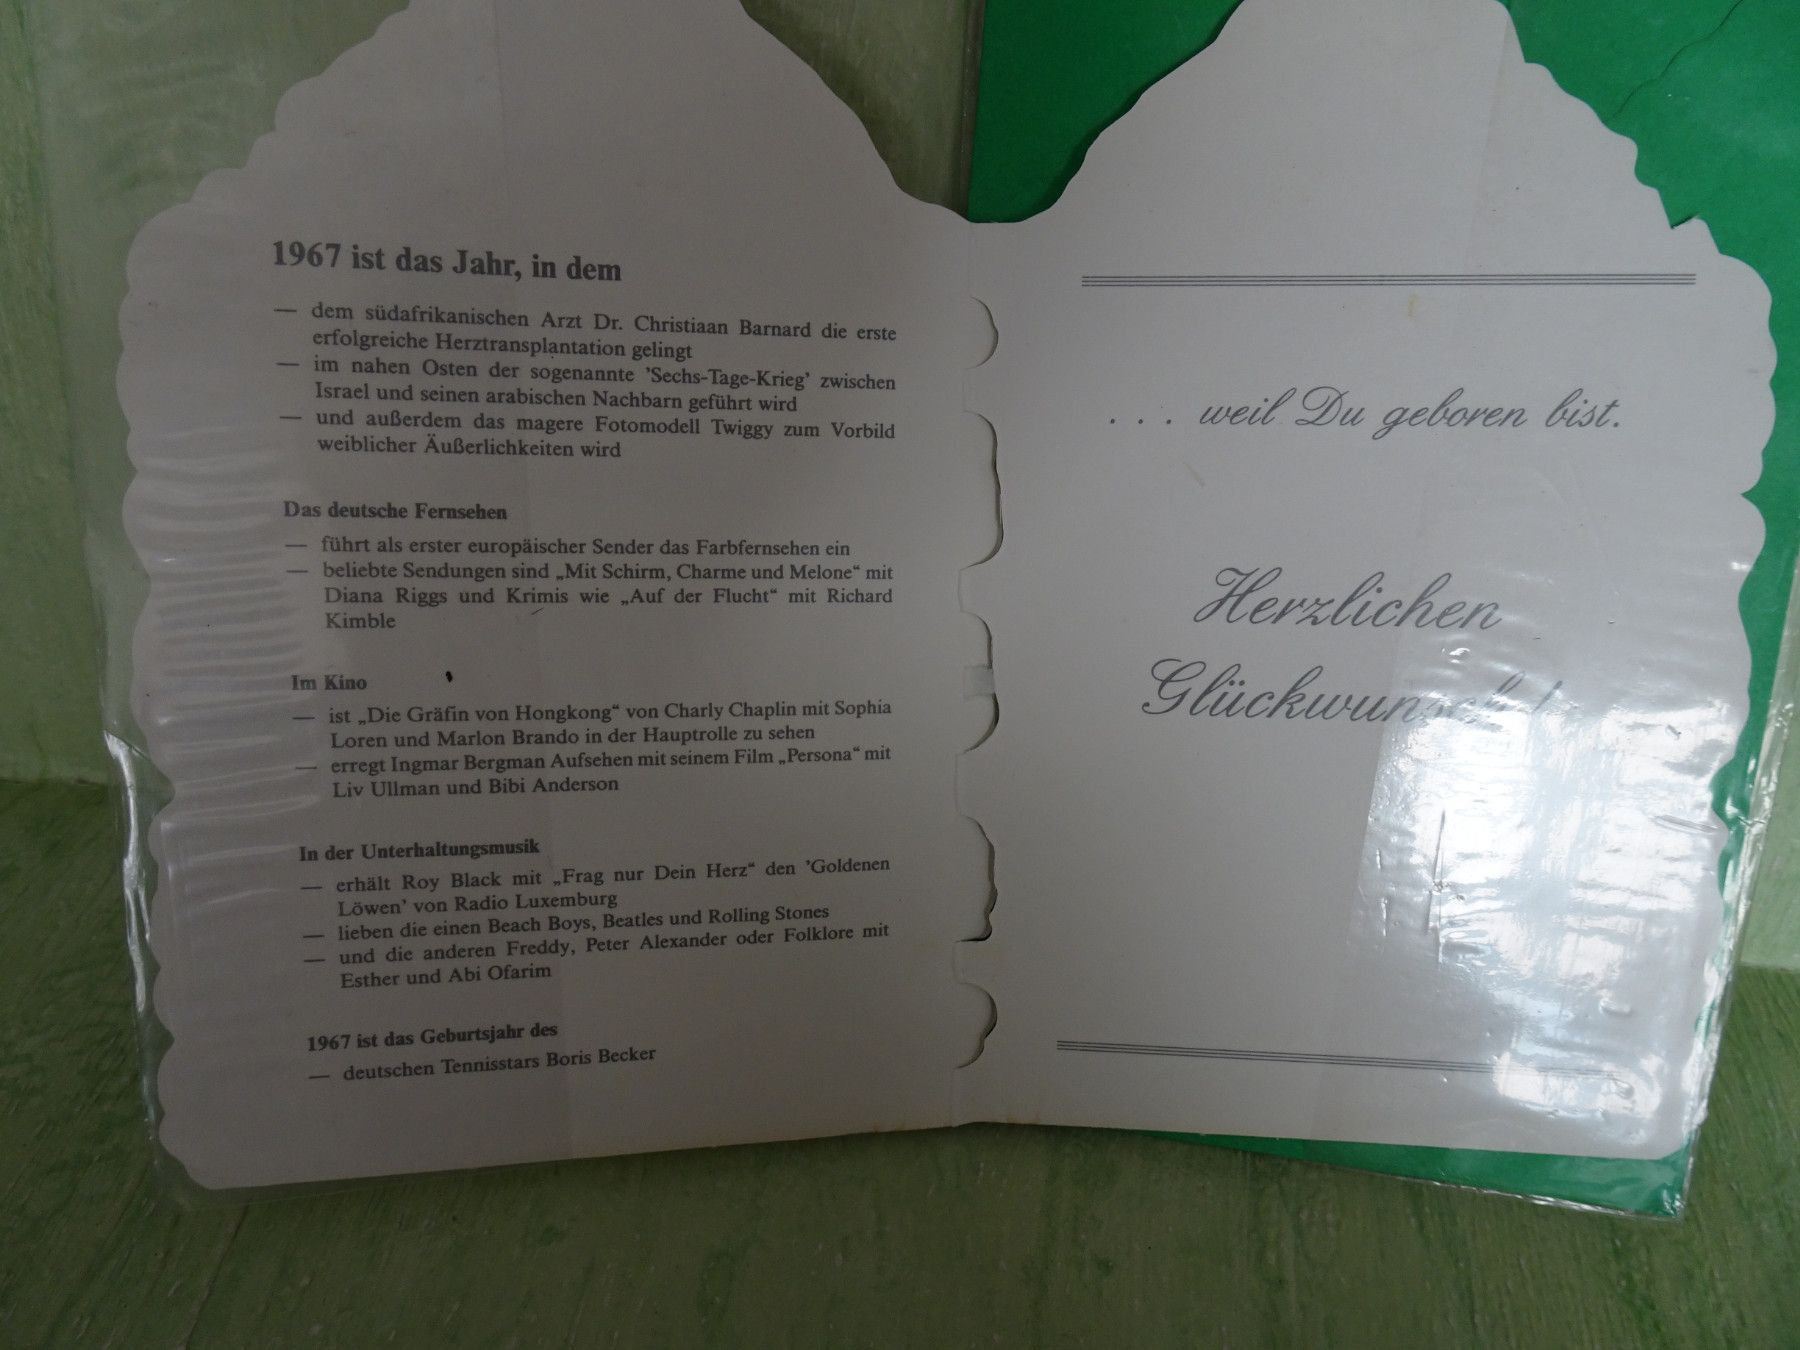 1967 ist das Jahr, in dem
— dem südafrikanischen Arzt Dr. Christiaan Barnard die erste
erfolgreiche Herztransplantation gelingt
— im nahen Osten der sogenannte 'Sechs-Tage-Krieg' zwischen
Israel und seinen arabischen Nachbarn geführt wird
— und außerdem das magere Fotomodell Twiggy zum Vorbild
weiblicher Äußerlichkeiten wird
Das deutsche Fernsehen
— führt als erster europäischer Sender das Farbfernsehen ein
— beliebte Sendungen sind „Mit Schirm, Charme und Melone“ mit
Diana Riggs und Krimis wie „Auf der Flucht“ mit Richard
Kimble
Im Kino
— ist „Die Gräfin von Hongkong“ von Charly Chaplin mit Sophia
Loren und Marlon Brando in der Hauptrolle zu sehen
— erregt Ingmar Bergman Aufsehen mit seinem Film „Persona“ mit
Liv Ullman und Bibi Anderson
In der Unterhaltungsmusik
— erhält Roy Black mit „Frag nur Dein Herz“ den 'Goldenen
Löwen' von Radio Luxemburg
— lieben die einen Beach Boys, Beatles und Rolling Stones
— und die anderen Freddy, Peter Alexander oder Folklore mit
Esther und Abi Ofarim
1967 ist das Geburtsjahr des
— deutschen Tennisstars Boris Becker
. . . weil Du geboren bist.
Herzlichen
Glückwunsch!